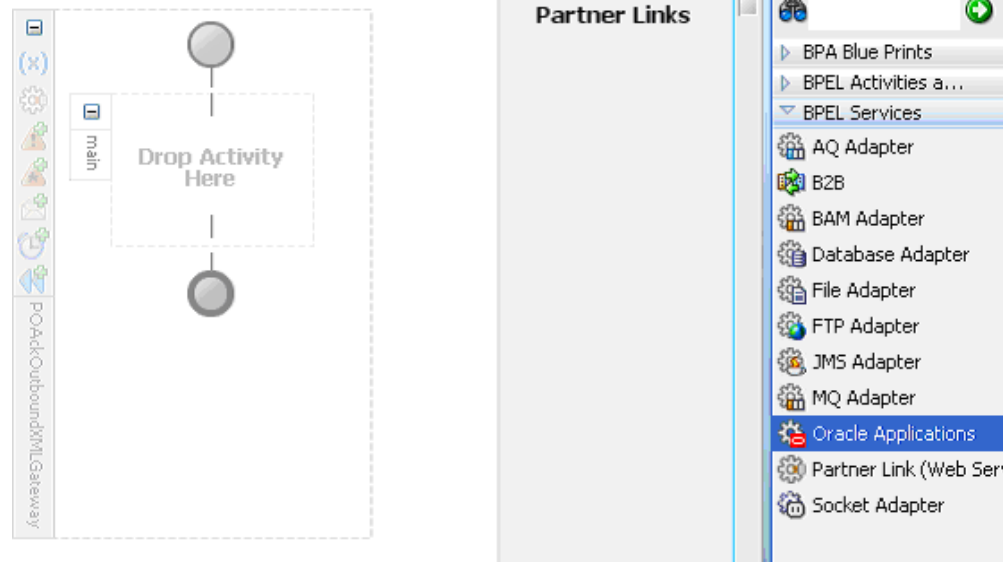 (x)
main
Drop Activity
Here
POAckOutboundXMLGateway
Partner Links
BPA Blue Prints
BPEL Activities a...
BPEL Services
AQ Adapter
B2B
BAM Adapter
Database Adapter
File Adapter
FTP Adapter
JMS Adapter
MQ Adapter
Oracle Applications
Partner Link (Web Ser
Socket Adapter